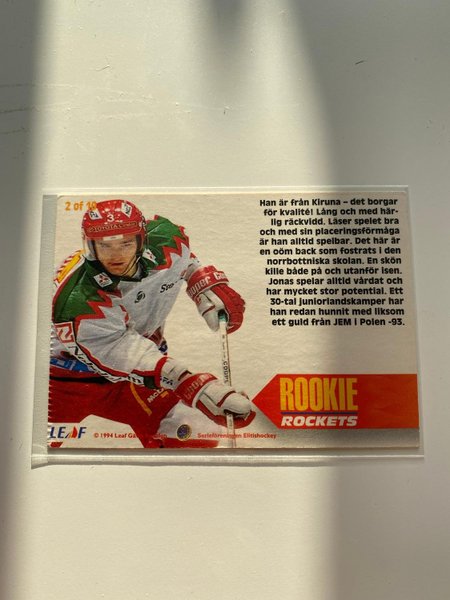 2 of 10
Han är från Kiruna – det borgar
för kvalité! Lång och med här-
lig räckvidd. Läser spelet bra
och med sin placeringsförmåga
är han alltid spelbar. Det här är
en oöm back som fostrats i den
norrbottniska skolan. En skön
kille både på och utanför isen.
Jonas spelar alltid vårdat och
har mycket stor potential. Ett
30-tal juniorlandskamper har
han redan hunnit med liksom
ett guld från JEM i Polen -93.
3
ROOKIE
ROCKETS
LEAF
© 1994 Leaf
Serieföreningen Elitishockey